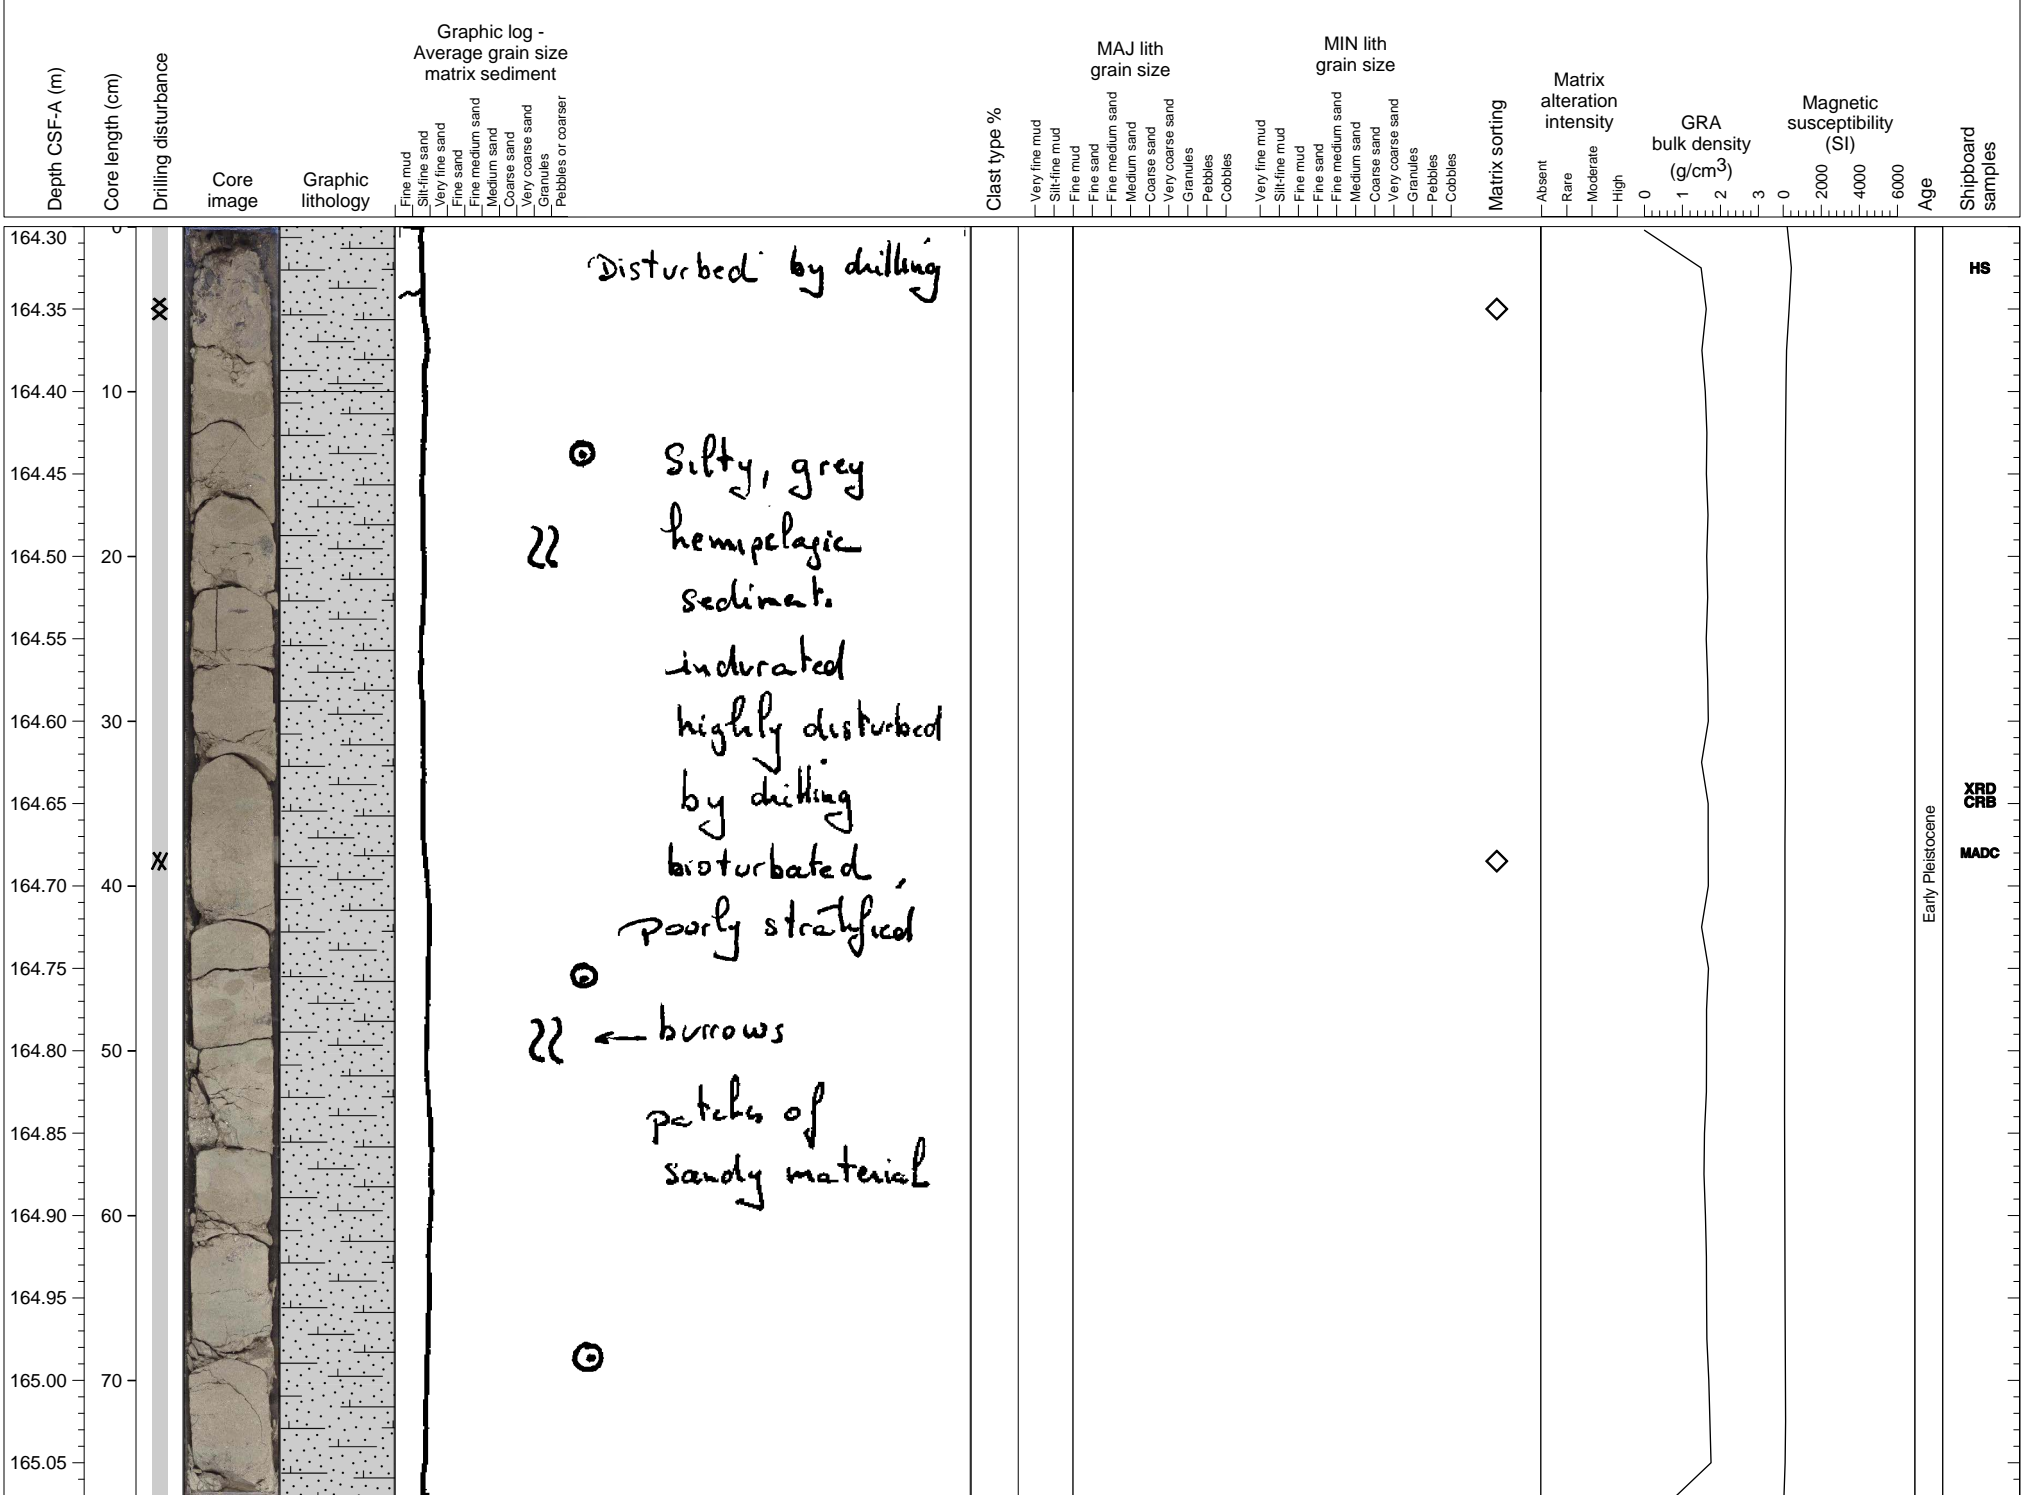 Depth CSF-A (m)
Core length (cm)
Drilling disturbance
Core
image
Graphic
lithology
Graphic log -
Average grain size
matrix sediment
Fine mud
Silt-fine sand
Very fine sand
Fine sand
Fine medium sand
Medium sand
Coarse sand
Very coarse sand
Granules
Pebbles or coarser
Clast type %
MAJ lith
grain size
Very fine mud
Silt-fine mud
Fine mud
Fine sand
Fine medium sand
Medium sand
Coarse sand
Very coarse sand
Granules
Pebbles
Cobbles
MIN lith
grain size
Very fine mud
Silt-fine mud
Fine mud
Fine sand
Fine medium sand
Medium sand
Coarse sand
Very coarse sand
Granules
Pebbles
Cobbles
Matrix sorting
Matrix
alteration
intensity
Absent
Rare
Moderate
High
GRA
bulk density
(g/cm3)
0 1 2 3
Magnetic
susceptibility
(SI)
0 2000 4000 6000
Age
Shipboard
samples
164.30
164.35
164.40
164.45
164.50
164.55
164.60
164.65
164.70
164.75
164.80
164.85
164.90
164.95
165.00
165.05
0
10
20
30
40
50
60
70
Disturbed by drilling
Silty, grey
hemipelagic
sediment.
indurated
highly disturbed
by drilling
bioturbated,
poorly stratified
burrows
patches of
sandy material
Early Pleistocene
HS
XRD
CRB
MADC